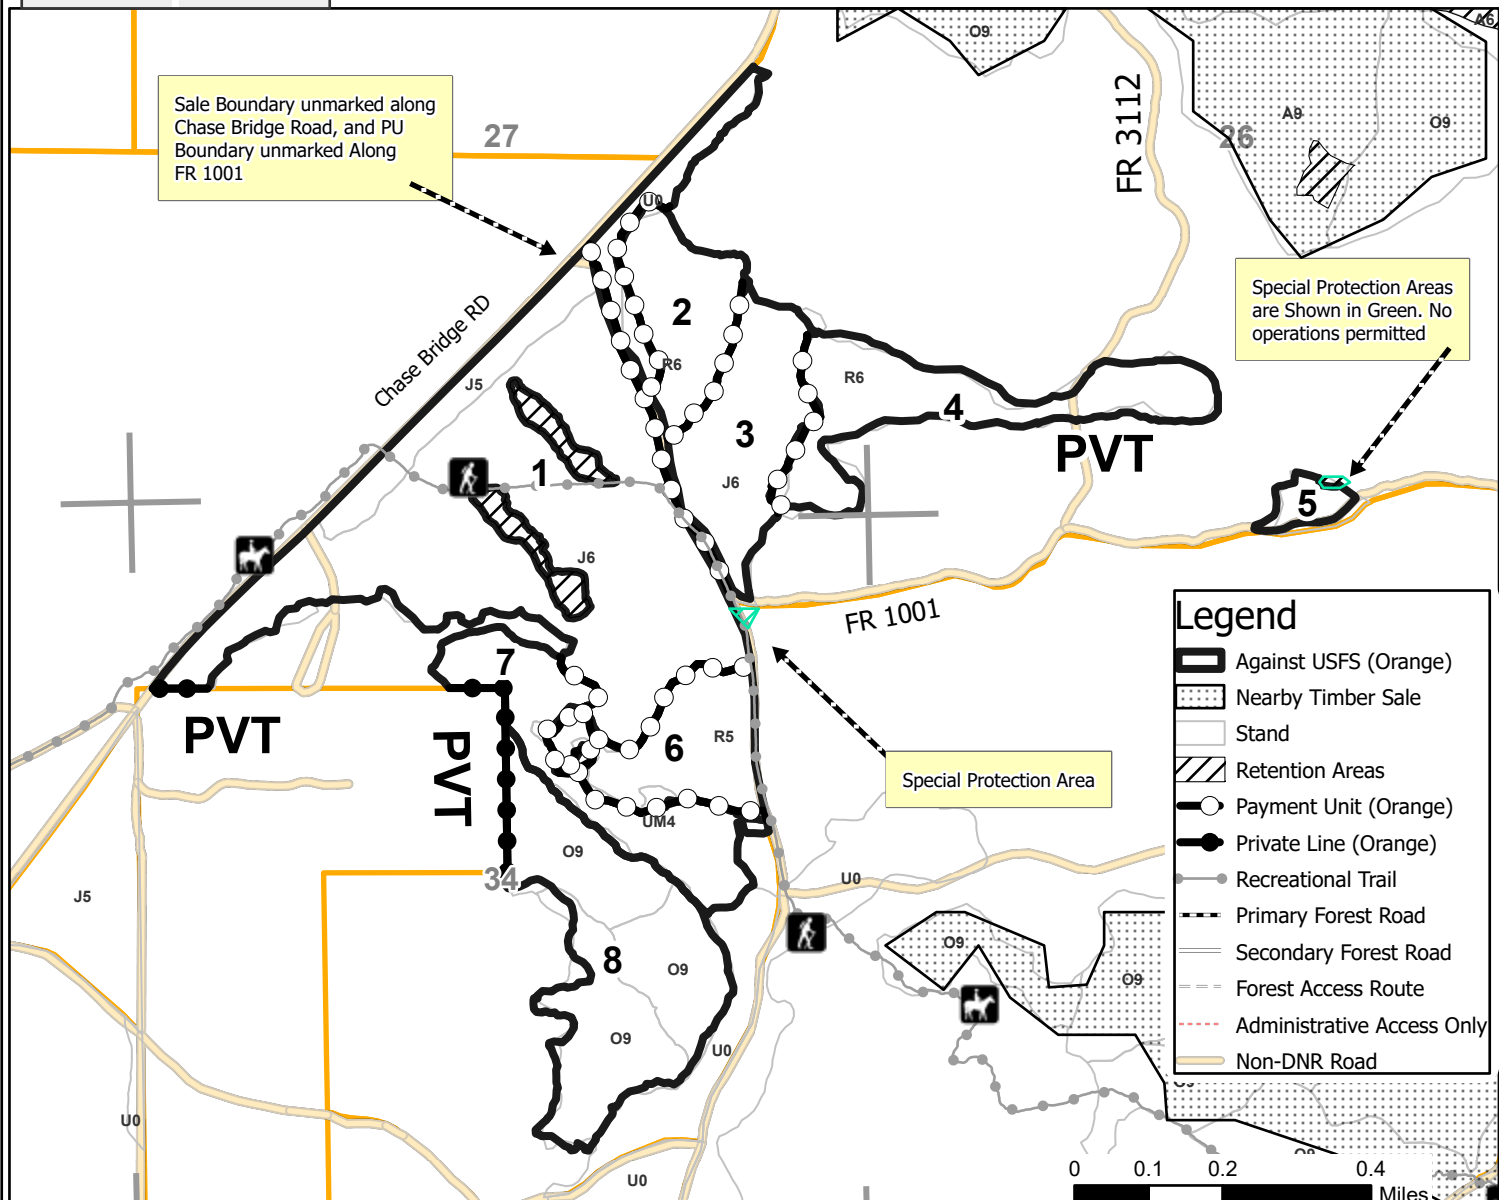 O9
A6
Sale Boundary unmarked along
Chase Bridge Road, and PU
Boundary unmarked Along
FR 1001
27
FR 3112
A9
O9
26
U0
Special Protection Areas
are Shown in Green. No
operations permitted
2
Chase Bridge RD
J5
R6
R6
4
3
PVT
1
J6
5
J6
FR 1001
Legend
Against USFS (Orange)
Nearby Timber Sale
Stand
Retention Areas
Payment Unit (Orange)
Private Line (Orange)
Recreational Trail
Primary Forest Road
Secondary Forest Road
Forest Access Route
Administrative Access Only
Non-DNR Road
7
PVT
PVT
6
R5
Special Protection Area
UM4
O9
34
U0
J5
8
O9
O9
O9
O9
U0
U0
U0
O9
O9
0 0.1 0.2 0.4
Miles